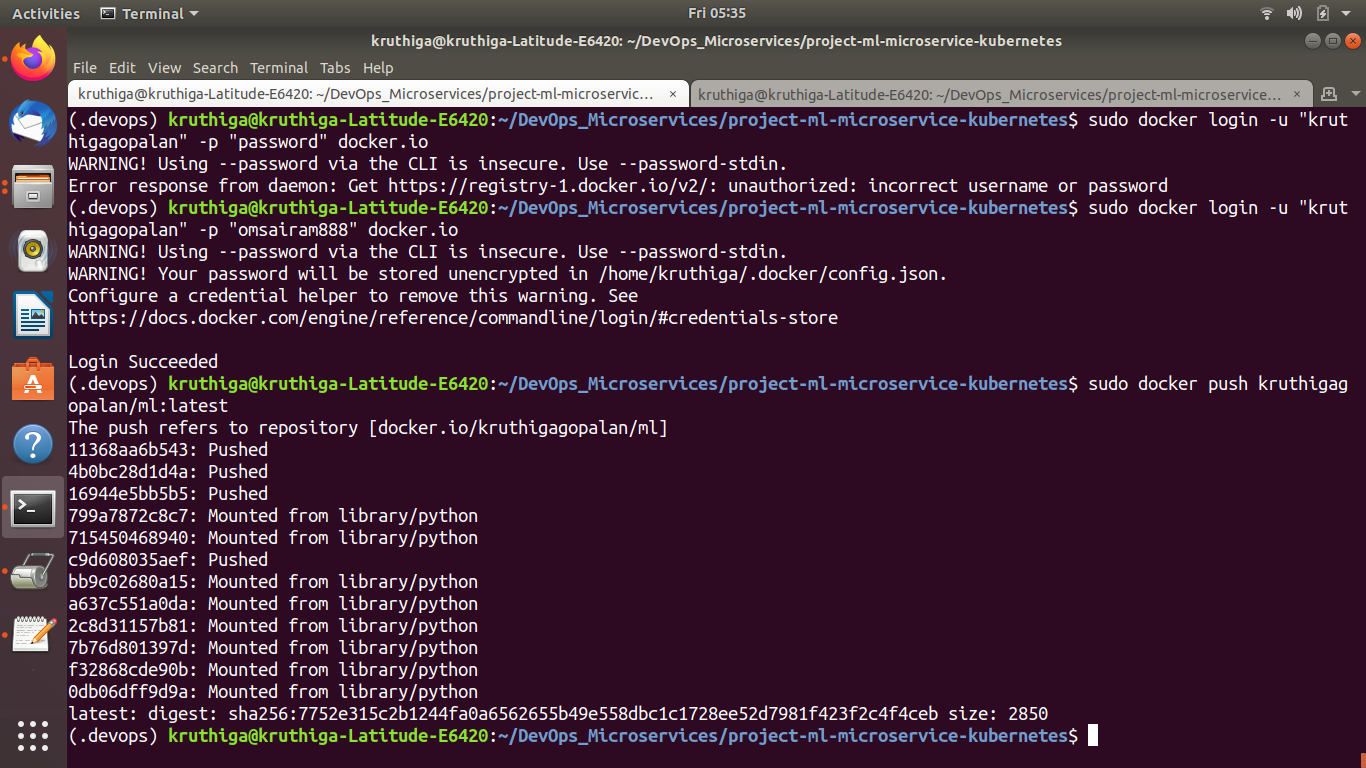 Activities
Terminal
Fri 05:35
kruthiga@kruthiga-Latitude-E6420: ~/DevOps_Microservices/project-ml-microservice-kubernetes
File Edit View Search Terminal Tabs Help
kruthiga@kruthiga-Latitude-E6420: ~/DevOps_Microservices/project-ml-microservic… ×
kruthiga@kruthiga-Latitude-E6420: ~/DevOps_Microservices/project-ml-microservice… ×
(.devops) kruthiga@kruthiga-Latitude-E6420:~/DevOps_Microservices/project-ml-microservice-kubernetes$ sudo docker login -u "krut
higagopalan" -p "password" docker.io
WARNING! Using --password via the CLI is insecure. Use --password-stdin.
Error response from daemon: Get https://registry-1.docker.io/v2/: unauthorized: incorrect username or password
(.devops) kruthiga@kruthiga-Latitude-E6420:~/DevOps_Microservices/project-ml-microservice-kubernetes$ sudo docker login -u "krut
higagopalan" -p "omsairam888" docker.io
WARNING! Using --password via the CLI is insecure. Use --password-stdin.
WARNING! Your password will be stored unencrypted in /home/kruthiga/.docker/config.json.
Configure a credential helper to remove this warning. See
https://docs.docker.com/engine/reference/commandline/login/#credentials-store
Login Succeeded
(.devops) kruthiga@kruthiga-Latitude-E6420:~/DevOps_Microservices/project-ml-microservice-kubernetes$ sudo docker push kruthigag
opalan/ml:latest
The push refers to repository [docker.io/kruthigagopalan/ml]
11368aa6b543: Pushed
4b0bc28d1d4a: Pushed
16944e5bb5b5: Pushed
799a7872c8c7: Mounted from library/python
715450468940: Mounted from library/python
c9d608035aef: Pushed
bb9c02680a15: Mounted from library/python
a637c551a0da: Mounted from library/python
2c8d31157b81: Mounted from library/python
7b76d801397d: Mounted from library/python
f32868cde90b: Mounted from library/python
0db06dff9d9a: Mounted from library/python
latest: digest: sha256:7752e315c2b1244fa0a6562655b49e558dbc1c1728ee52d7981f423f2c4f4ceb size: 2850
(.devops) kruthiga@kruthiga-Latitude-E6420:~/DevOps_Microservices/project-ml-microservice-kubernetes$